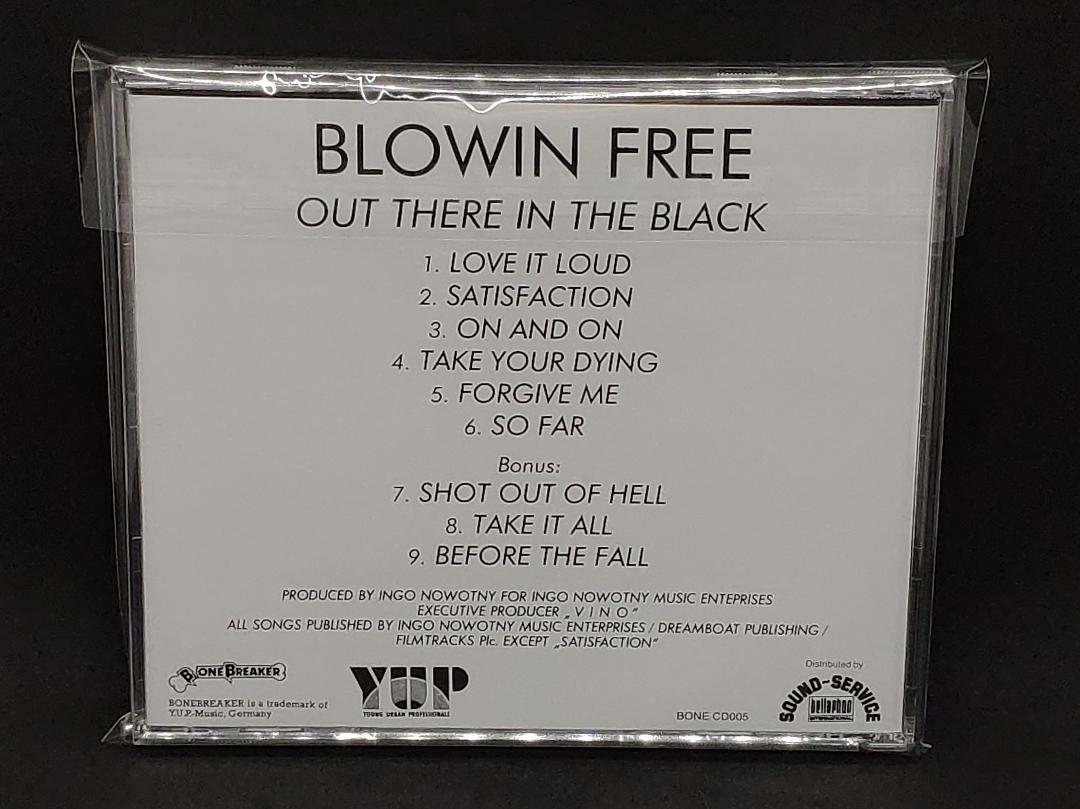 BLOWIN FREE
OUT THERE IN THE BLACK
1. LOVE IT LOUD
2. SATISFACTION
3. ON AND ON
4. TAKE YOUR DYING
5. FORGIVE ME
6. SO FAR
Bonus:
7. SHOT OUT OF HELL
8. TAKE IT ALL
9. BEFORE THE FALL
PRODUCED BY INGO NOWOTNY FOR INGO NOWOTNY MUSIC ENTEPRISES
EXECUTIVE PRODUCER „V I N O“
ALL SONGS PUBLISHED BY INGO NOWOTNY MUSIC ENTERPRISES / DREAMBOAT PUBLISHING /
FILMTRACKS Plc. EXCEPT „SATISFACTION“
BONEBREAKER
BONEBREAKER is a trademark of
Y.U.P.-Music, Germany
YUP
YOUNG URBAN PROFESSIONALS
BONE CD005
Distributed by
SOUND-SERVICE
bellaphon
INTERNATIONAL